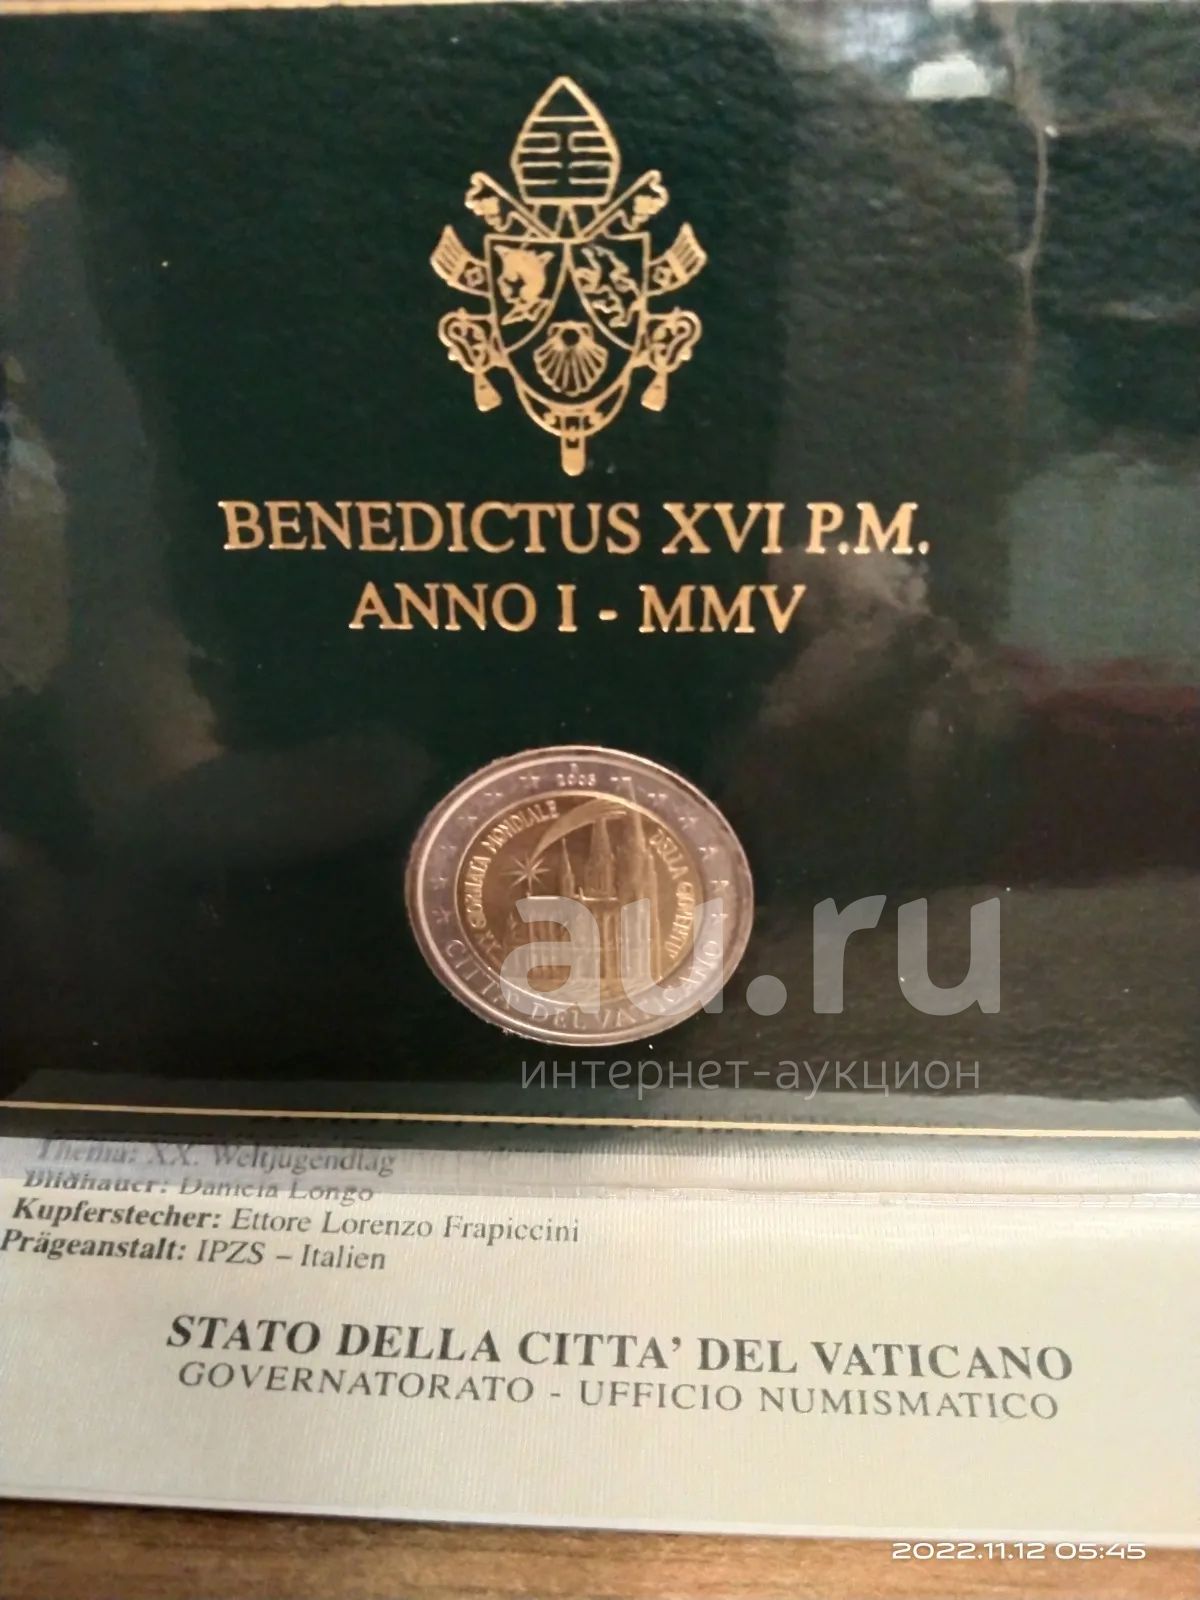 BENEDICTUS XVI P.M.
ANNO I - MMV
R
2005
XX GIORNATA MONDIALE
DELLA GIOVENTU'
CITTA' DEL VATICANO
au.ru
интернет-аукцион
Thema: XX. Weltjugendtag
Bildhauer: Daniela Longo
Kupferstecher: Ettore Lorenzo Frapiccini
Prägeanstalt: IPZS – Italien
STATO DELLA CITTA' DEL VATICANO
GOVERNATORATO - UFFICIO NUMISMATICO
2022.11.12 05:45